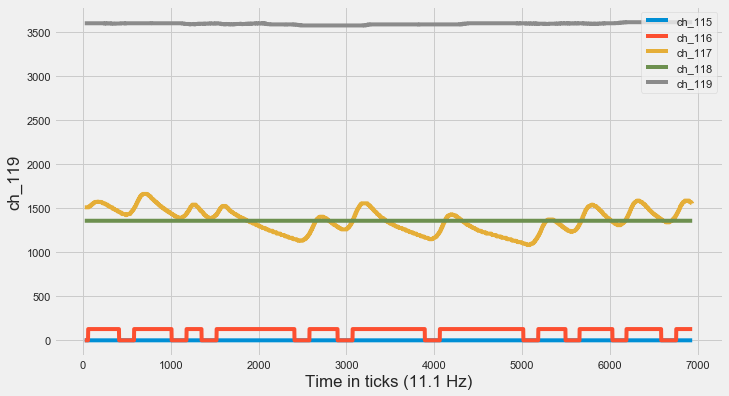 3500
3000
2500
2000
1500
1000
500
0
ch_119
ch_115
ch_116
ch_117
ch_118
ch_119
0 1000 2000 3000 4000 5000 6000 7000
Time in ticks (11.1 Hz)